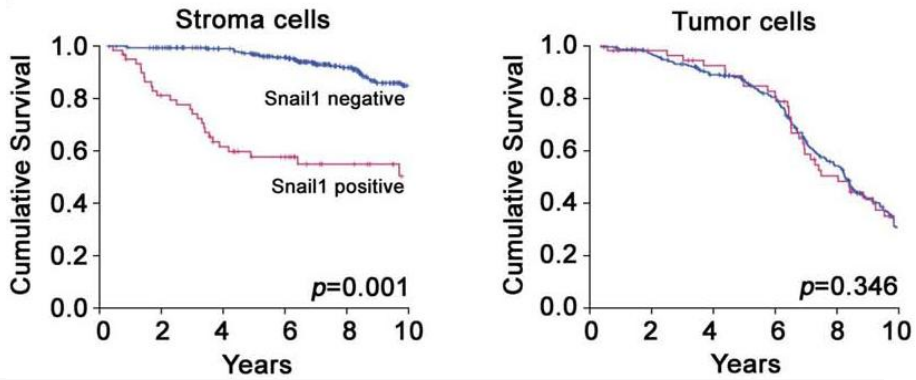 Stroma cells
Cumulative Survival
1.0
0.8
0.6
0.4
0.2
0.0
Snail1 negative
Snail1 positive
p=0.001
0 2 4 6 8 10
Years
Tumor cells
Cumulative Survival
1.0
0.8
0.6
0.4
0.2
0.0
p=0.346
0 2 4 6 8 10
Years